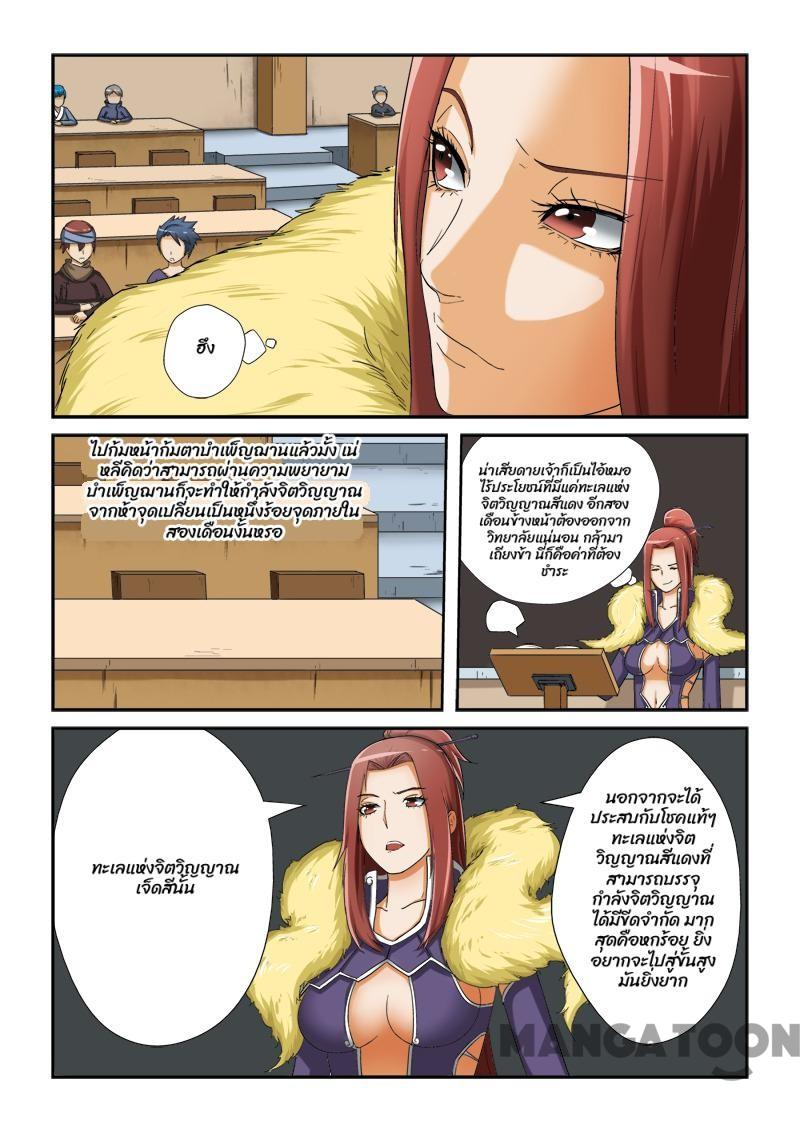 ฮึง
ไปก้มหน้าก้มตาบำเพ็ญฌานแล้วมั้ง เน่
หลีคิดว่าสามารถผ่านความพยายาม
บำเพ็ญฌานก็จะทำให้กำลังจิตวิญญาณ
จากห้าจุดเปลี่ยนเป็นหนึ่งร้อยจุดภายใน
สองเดือนงั้นหรอ
น่าเสียดายเจ้าก็เป็นไอ้หมอ
ไร้ประโยชน์ที่มีแค่ทะเลแห่ง
จิตวิญญาณสีแดง อีกสอง
เดือนข้างหน้าต้องออกจาก
วิทยาลัยแน่นอน กล้ามา
เถียงข้า นี่ก็คือค่าที่ต้อง
ชำระ
ทะเลแห่งจิตวิญญาณ
เจ็ดสีนั้น
นอกจากจะได้
ประสบกับโชคแท้ๆ
ทะเลแห่งจิต
วิญญาณสีแดงที่
สามารถบรรจุ
กำลังจิตวิญญาณ
ได้มีขีดจำกัด มาก
สุดคือหกร้อย ยิ่ง
อยากจะไปสู่ขั้นสูง
มันยิ่งยาก
MANGATOON